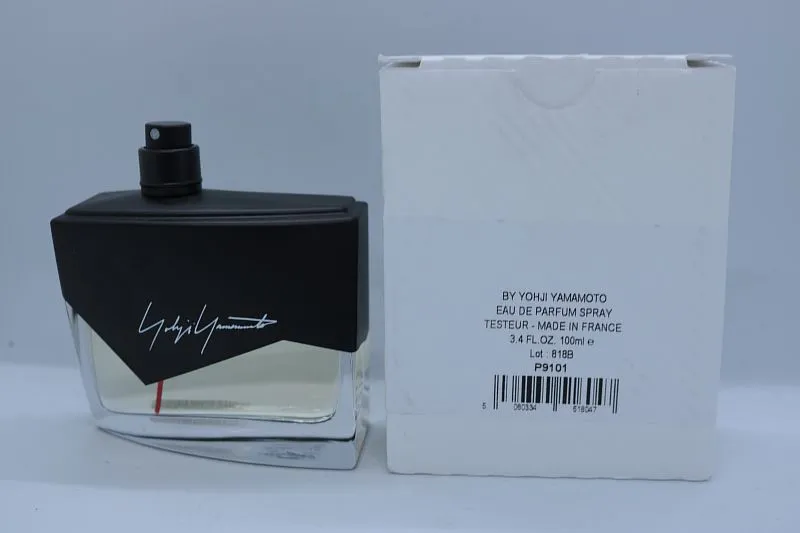 Yohji Yamamoto
BY YOHJI YAMAMOTO
EAU DE PARFUM SPRAY
TESTEUR - MADE IN FRANCE
3.4 FL.OZ. 100ml e
Lot : 818B
P9101
5 060334 618047